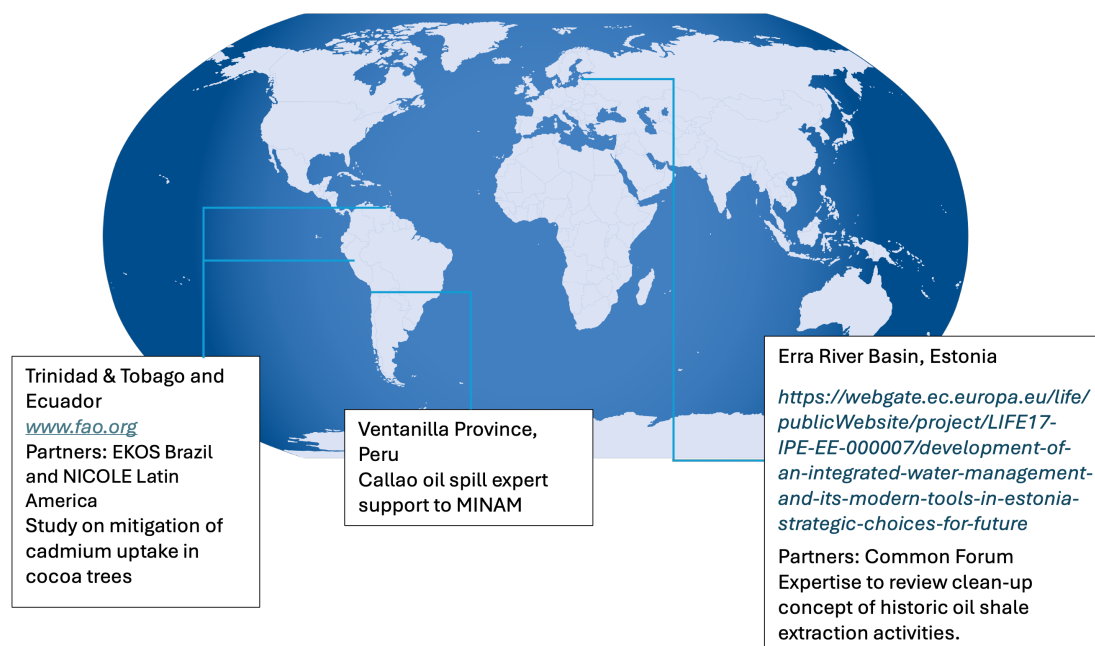 Trinidad & Tobago and
Ecuador
www.fao.org
Partners: EKOS Brazil
and NICOLE Latin
America
Study on mitigation of
cadmium uptake in
cocoa trees
Ventanilla Province,
Peru
Callao oil spill expert
support to MINAM
Erra River Basin, Estonia
https://webgate.ec.europa.eu/life/
publicWebsite/project/LIFE17-
IPE-EE-000007/development-of-
an-integrated-water-management-
and-its-modern-tools-in-estonia-
strategic-choices-for-future
Partners: Common Forum
Expertise to review clean-up
concept of historic oil shale
extraction activities.